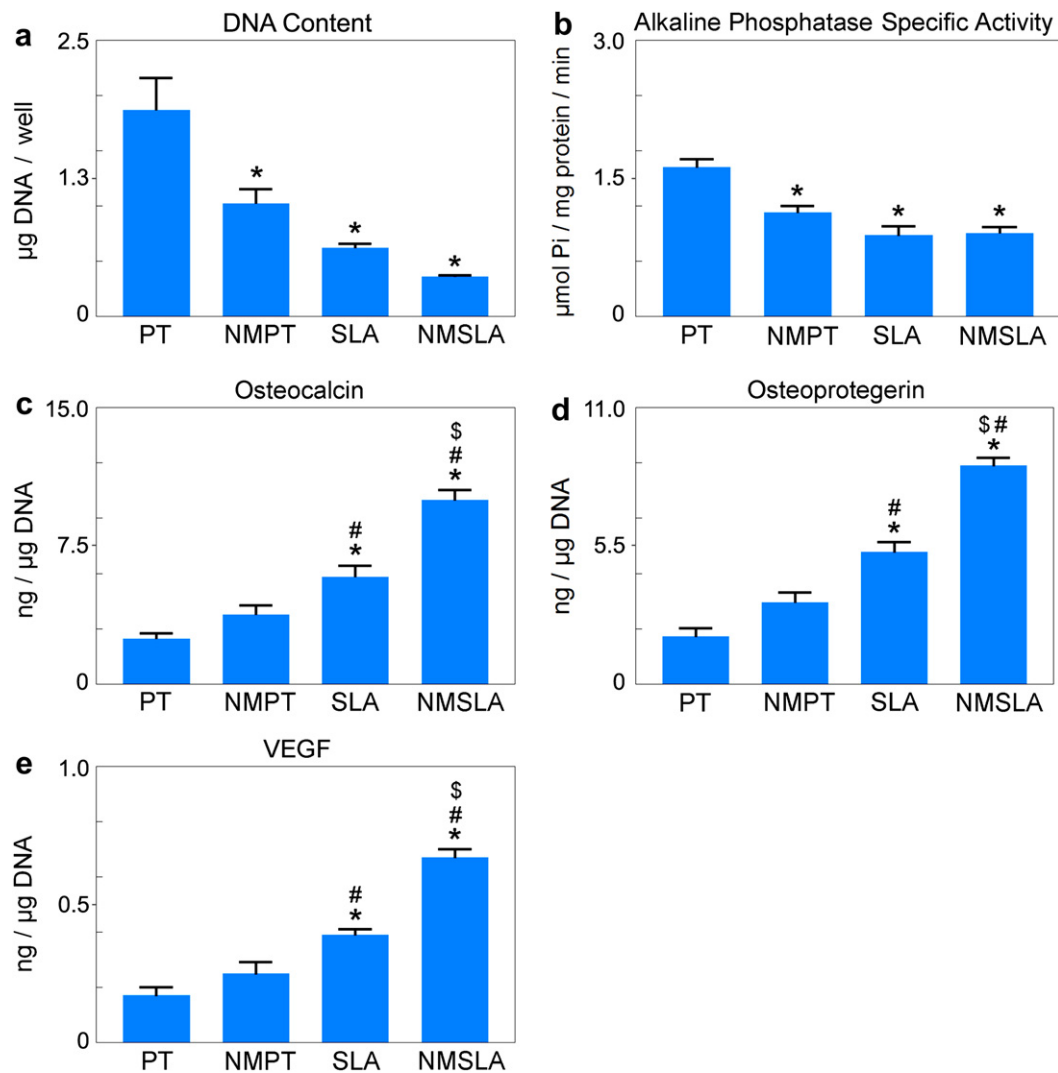 a
DNA Content
2.5
1.3
0
µg DNA / well
*
*
*
PT NMPT SLA NMSLA
b
Alkaline Phosphatase Specific Activity
3.0
1.5
0
µmol Pi / mg protein / min
*
*
*
PT NMPT SLA NMSLA
c
Osteocalcin
15.0
7.5
0
ng / µg DNA
#
*
$
#
*
PT NMPT SLA NMSLA
d
Osteoprotegerin
11.0
5.5
0
ng / µg DNA
#
*
$ #
*
PT NMPT SLA NMSLA
e
VEGF
1.0
0.5
0
ng / µg DNA
#
*
$
#
*
PT NMPT SLA NMSLA